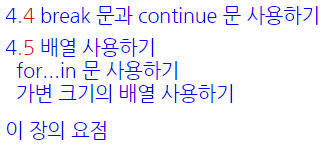 4.4 break 문과 continue 문 사용하기
4.5 배열 사용하기
for...in 문 사용하기
가변 크기의 배열 사용하기
이 장의 요점